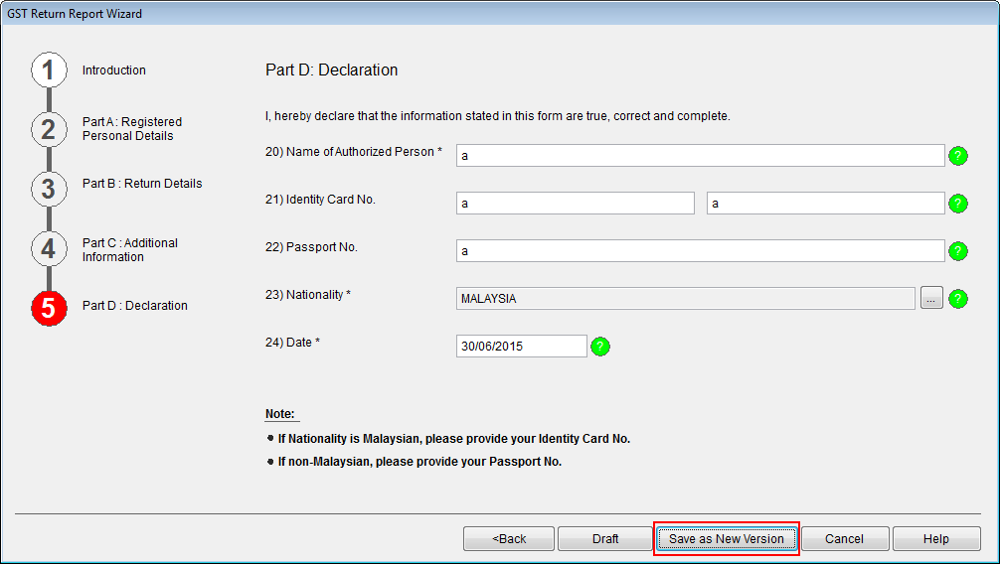 GST Return Report Wizard
1
Introduction
2
Part A : Registered
Personal Details
3
Part B : Return Details
4
Part C : Additional
Information
5
Part D : Declaration
Part D: Declaration
I, hereby declare that the information stated in this form are true, correct and complete.
20) Name of Authorized Person * a ?
21) Identity Card No. a a ?
22) Passport No. a ?
23) Nationality * MALAYSIA ... ?
24) Date * 30/06/2015 ?
Note:
● If Nationality is Malaysian, please provide your Identity Card No.
● If non-Malaysian, please provide your Passport No.
<Back Draft Save as New Version Cancel Help